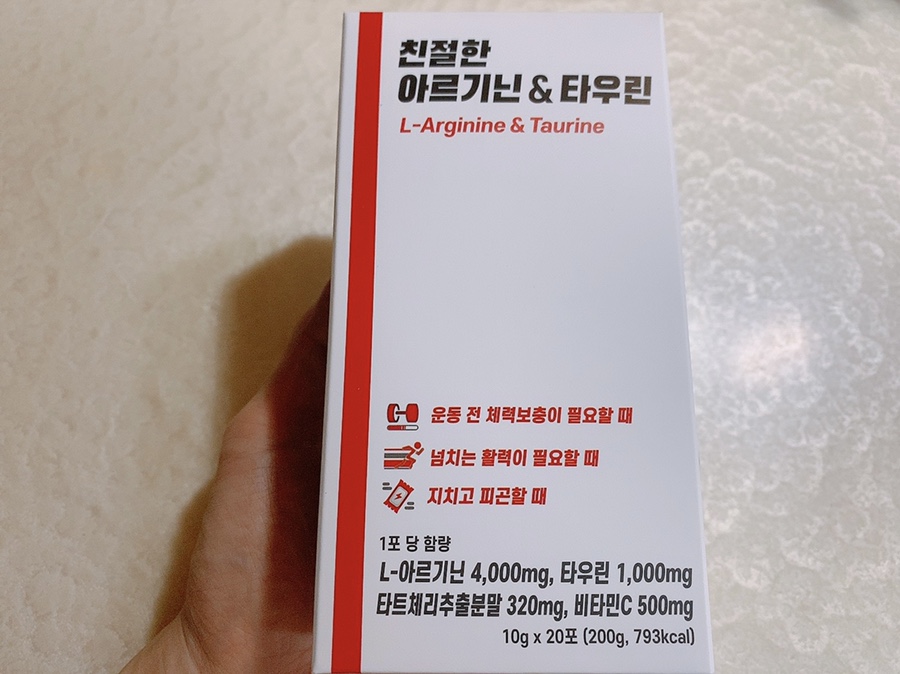 친절한
아르기닌 & 타우린
L-Arginine & Taurine
운동 전 체력보충이 필요할 때
넘치는 활력이 필요할 때
지치고 피곤할 때
1포 당 함량
L-아르기닌 4,000mg, 타우린 1,000mg
타트체리추출분말 320mg, 비타민C 500mg
10g x 20포 (200g, 793kcal)